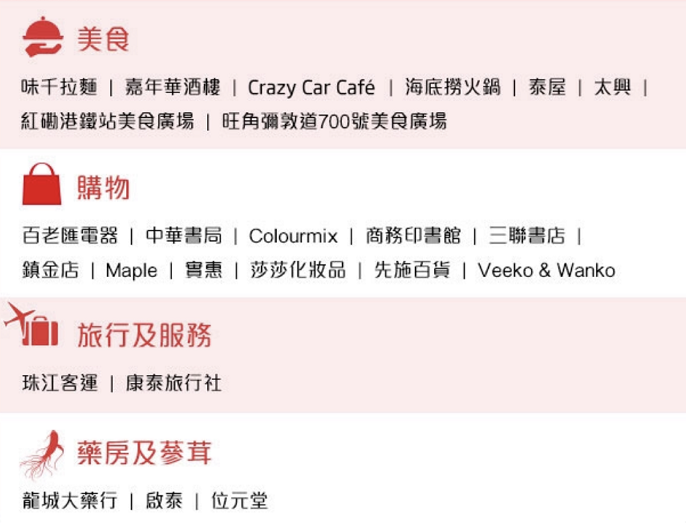 美食
味千拉麵 | 嘉年華酒樓 | Crazy Car Café | 海底撈火鍋 | 泰屋 | 太興 |
紅磡港鐵站美食廣場 | 旺角彌敦道700號美食廣場
購物
百老匯電器 | 中華書局 | Colourmix | 商務印書館 | 三聯書店 |
鎮金店 | Maple | 實惠 | 莎莎化妝品 | 先施百貨 | Veeko & Wanko
旅行及服務
珠江客運 | 康泰旅行社
藥房及蔘茸
龍城大藥行 | 啟泰 | 位元堂